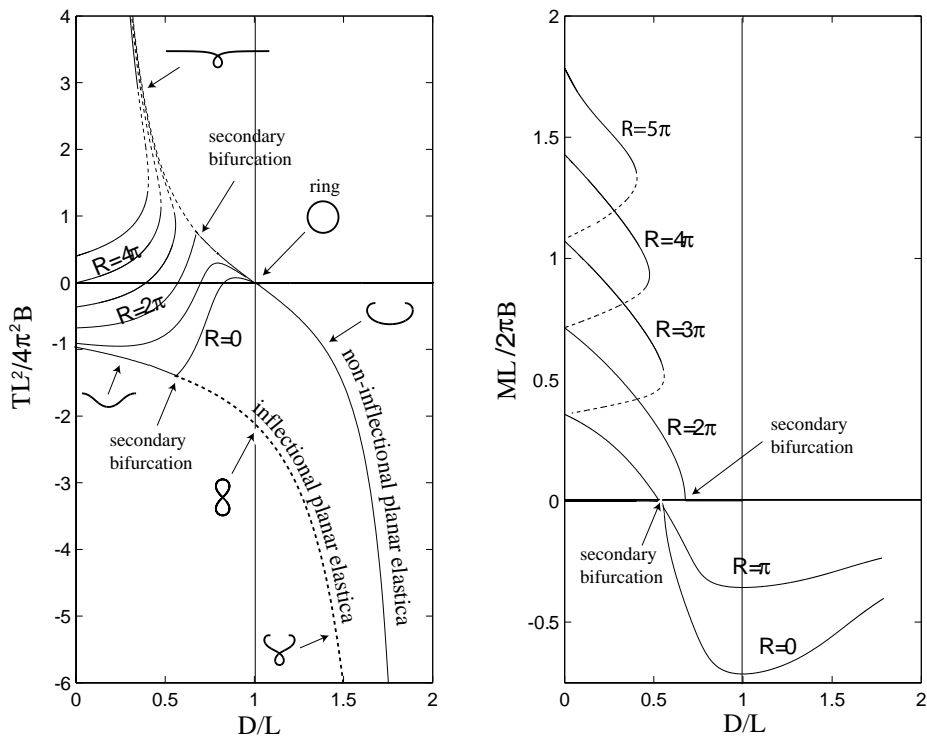 4
3
2
1
0
-1
-2
-3
-4
-5
-6
0
0.5
1
1.5
2
TL²/4π²B
D/L
secondary
bifurcation
ring
R=4π
R=2π
R=0
secondary
bifurcation
inflectional planar elastica
non-inflectional planar elastica
2
1.5
1
0.5
0
-0.5
0
0.5
1
1.5
2
ML/2πB
D/L
R=5π
R=4π
R=3π
R=2π
secondary
bifurcation
secondary
bifurcation
R=π
R=0